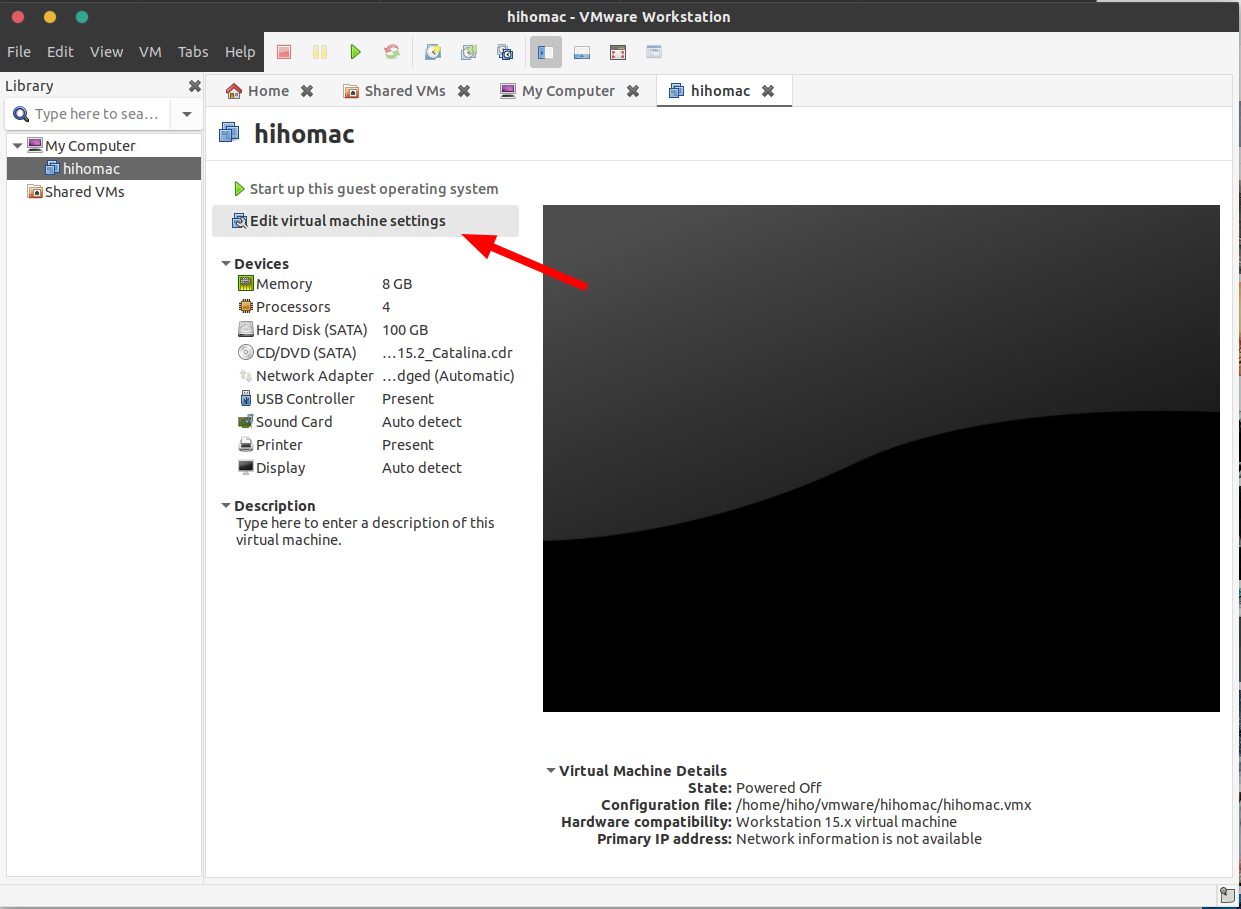 hihomac - VMware Workstation
File Edit View VM Tabs Help
Library
Type here to sea...
My Computer
hihomac
Shared VMs
Home
Shared VMs
My Computer
hihomac
hihomac
Start up this guest operating system
Edit virtual machine settings
Devices
Memory 8 GB
Processors 4
Hard Disk (SATA) 100 GB
CD/DVD (SATA) ...15.2_Catalina.cdr
Network Adapter ...dged (Automatic)
USB Controller Present
Sound Card Auto detect
Printer Present
Display Auto detect
Description
Type here to enter a description of this
virtual machine.
Virtual Machine Details
State: Powered Off
Configuration file: /home/hiho/vmware/hihomac/hihomac.vmx
Hardware compatibility: Workstation 15.x virtual machine
Primary IP address: Network information is not available